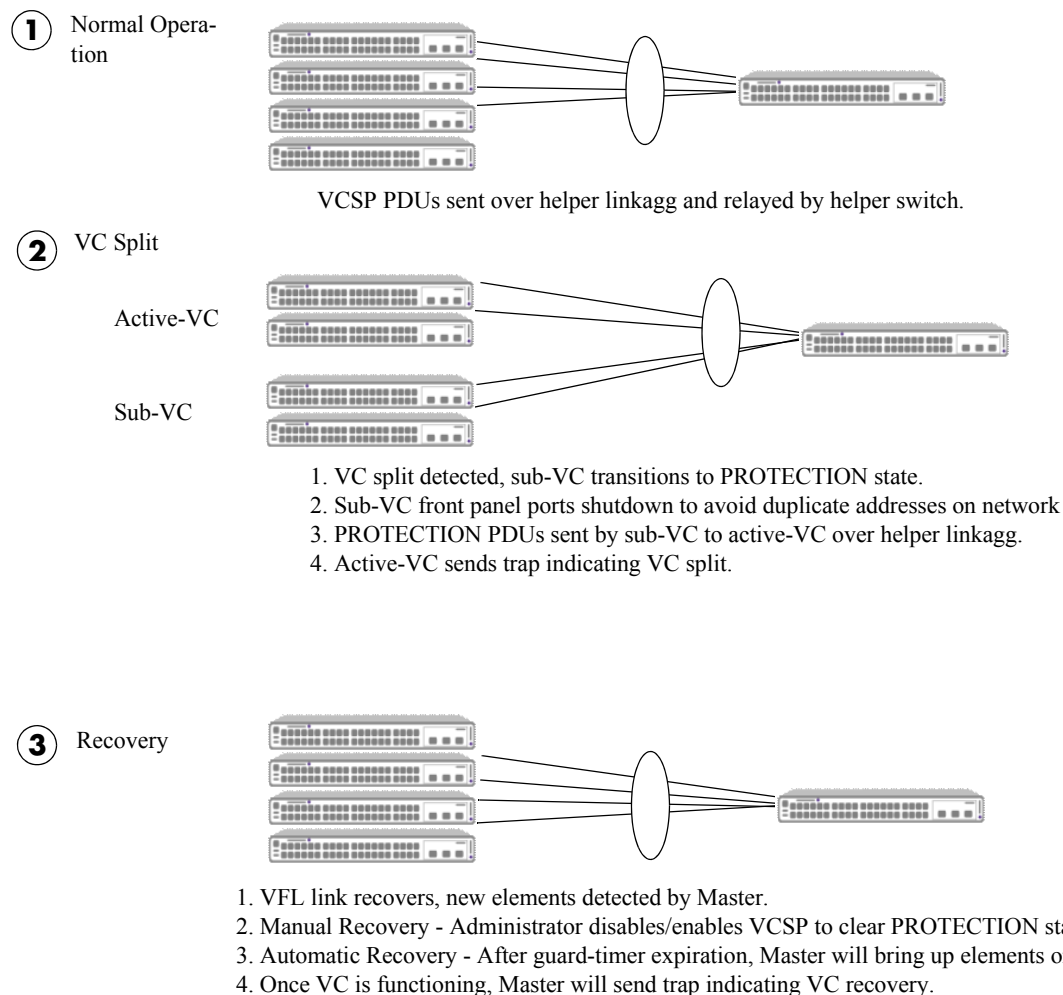 1 Normal Opera-
tion
VCSP PDUs sent over helper linkagg and relayed by helper switch.
2 VC Split
Active-VC
Sub-VC
1. VC split detected, sub-VC transitions to PROTECTION state.
2. Sub-VC front panel ports shutdown to avoid duplicate addresses on network
3. PROTECTION PDUs sent by sub-VC to active-VC over helper linkagg.
4. Active-VC sends trap indicating VC split.
3 Recovery
1. VFL link recovers, new elements detected by Master.
2. Manual Recovery - Administrator disables/enables VCSP to clear PROTECTION
3. Automatic Recovery - After guard-timer expiration, Master will bring up elements
4. Once VC is functioning, Master will send trap indicating VC recovery.